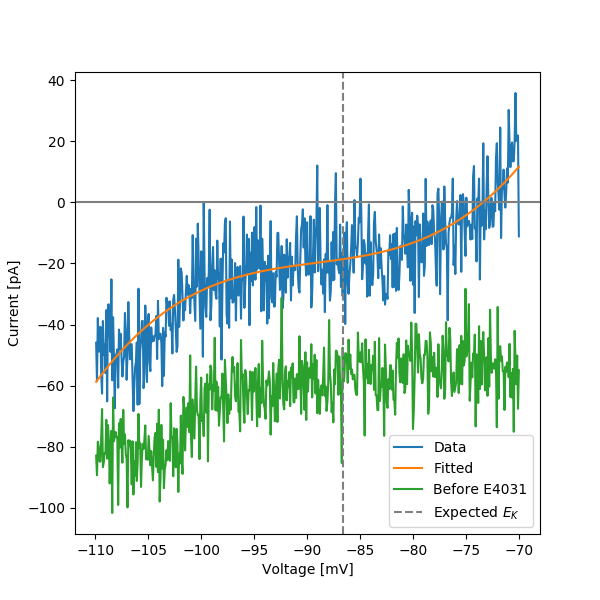 40
20
0
−20
−40
−60
−80
−100
Current [pA]
−110 −105 −100 −95 −90 −85 −80 −75 −70
Voltage [mV]
Data
Fitted
Before E4031
Expected E_K